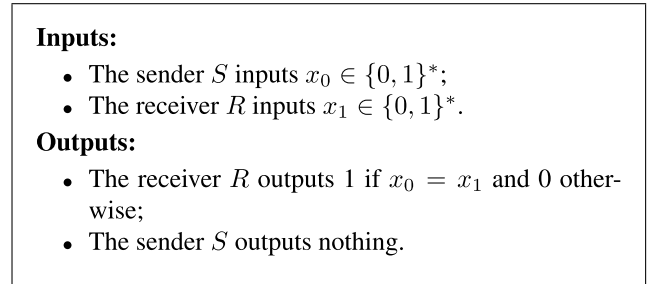 Inputs:
• The sender S inputs x₀ ∈ {0, 1}*;
• The receiver R inputs x₁ ∈ {0, 1}*.
Outputs:
• The receiver R outputs 1 if x₀ = x₁ and 0 other-
wise;
• The sender S outputs nothing.